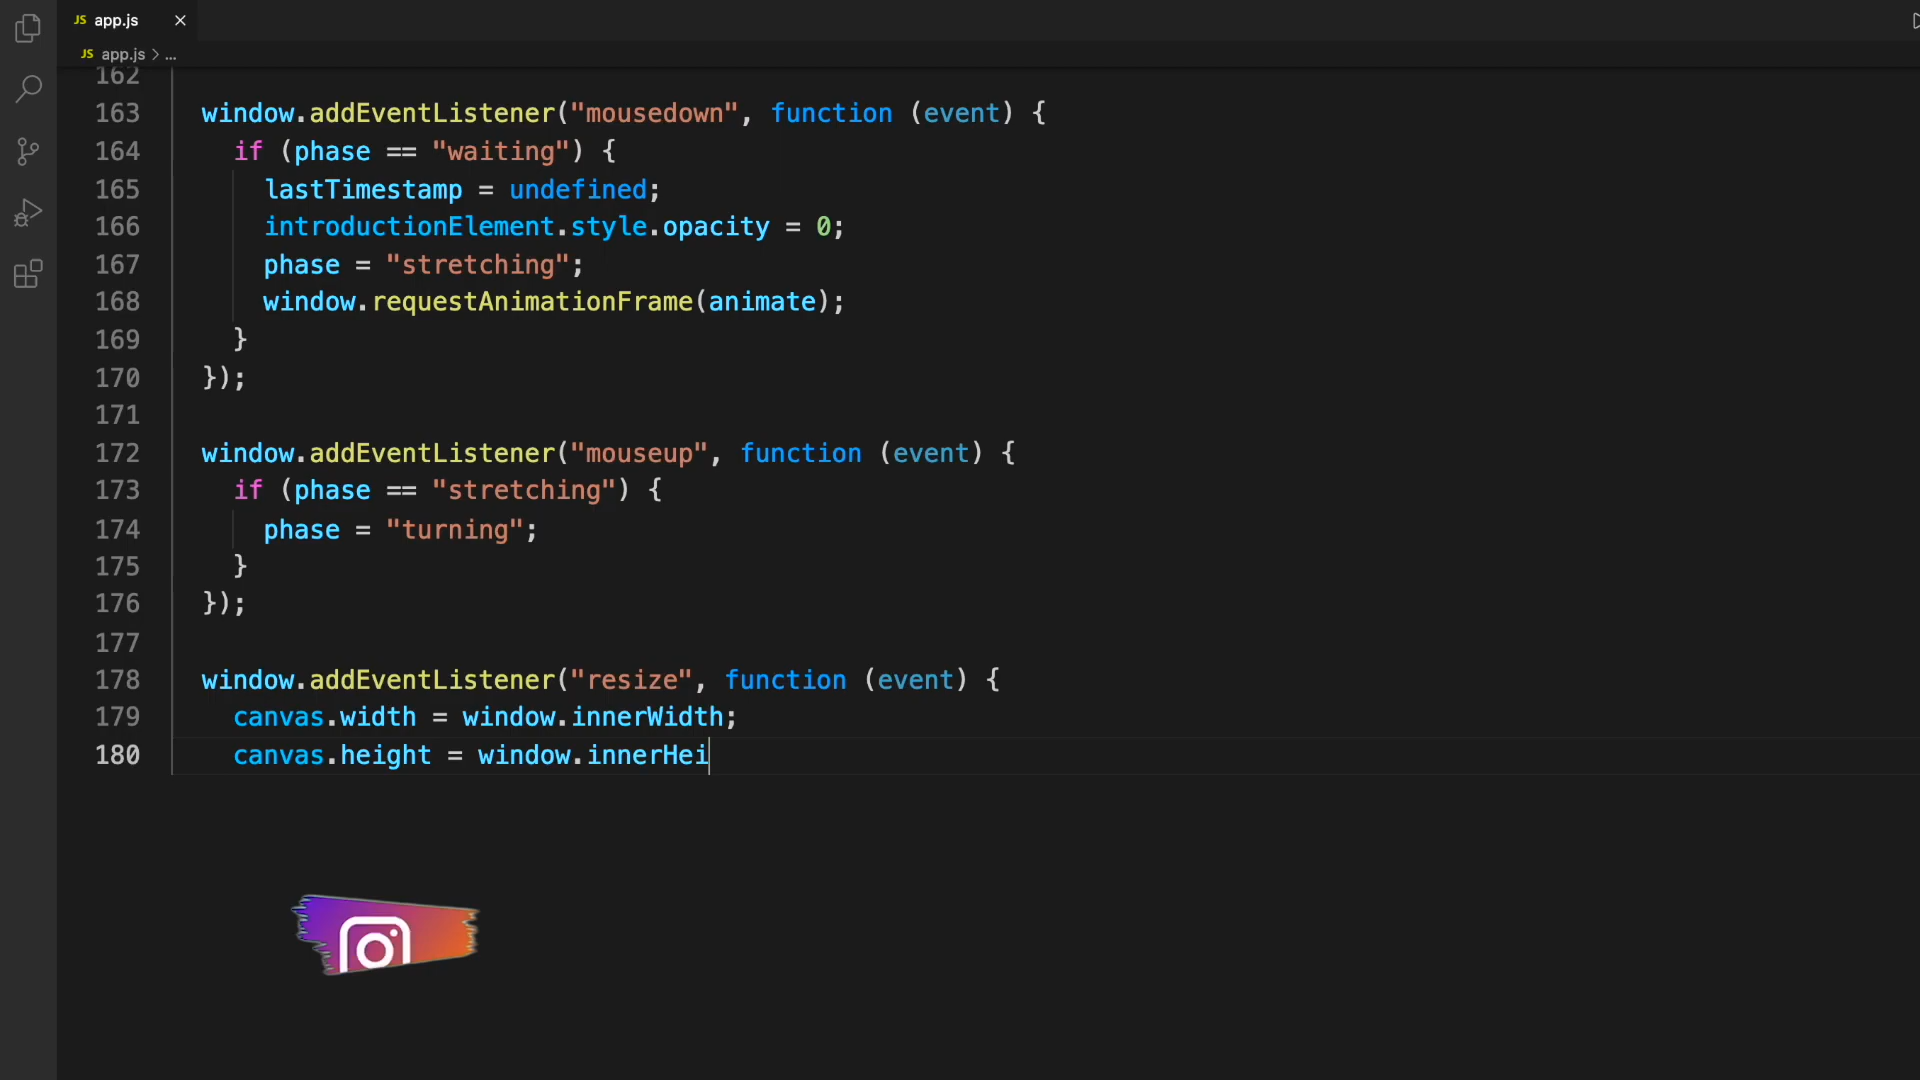 JS app.js
JS app.js > ...
162
163 window.addEventListener("mousedown", function (event) {
164 if (phase == "waiting") {
165 lastTimestamp = undefined;
166 introductionElement.style.opacity = 0;
167 phase = "stretching";
168 window.requestAnimationFrame(animate);
169 }
170 });
171
172 window.addEventListener("mouseup", function (event) {
173 if (phase == "stretching") {
174 phase = "turning";
175 }
176 });
177
178 window.addEventListener("resize", function (event) {
179 canvas.width = window.innerWidth;
180 canvas.height = window.innerHei